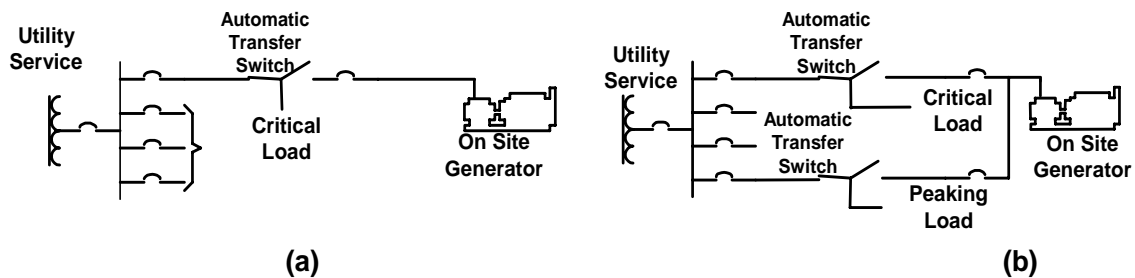 Utility
Service
Automatic
Transfer
Switch
Critical
Load
On Site
Generator
(a)
Utility
Service
Automatic
Transfer
Switch
Critical
Load
Automatic
Transfer
Switch
On Site
Generator
Peaking
Load
(b)